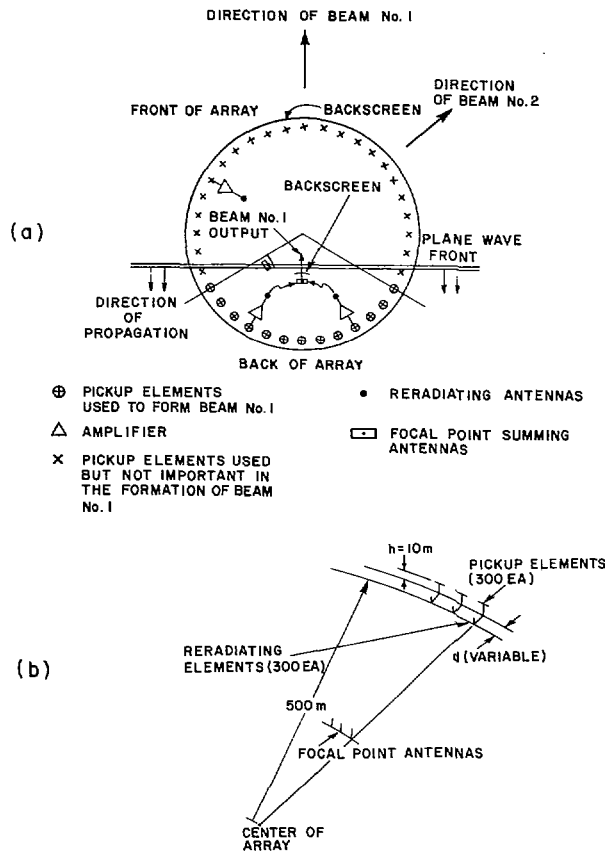 DIRECTION OF BEAM No. 1
DIRECTION
OF BEAM No. 2
FRONT OF ARRAY
BACKSCREEN
BACKSCREEN
(a)
BEAM No. 1
OUTPUT
PLANE WAVE
FRONT
DIRECTION
OF
PROPAGATION
BACK OF ARRAY
PICKUP ELEMENTS
USED TO FORM BEAM No. 1
RERADIATING ANTENNAS
AMPLIFIER
FOCAL POINT SUMMING
ANTENNAS
PICKUP ELEMENTS USED
BUT NOT IMPORTANT IN
THE FORMATION OF BEAM
No. 1
h = 10 m
PICKUP ELEMENTS
(300 EA)
RERADIATING
ELEMENTS (300 EA)
d (VARIABLE)
(b)
500 m
FOCAL POINT ANTENNAS
CENTER OF
ARRAY